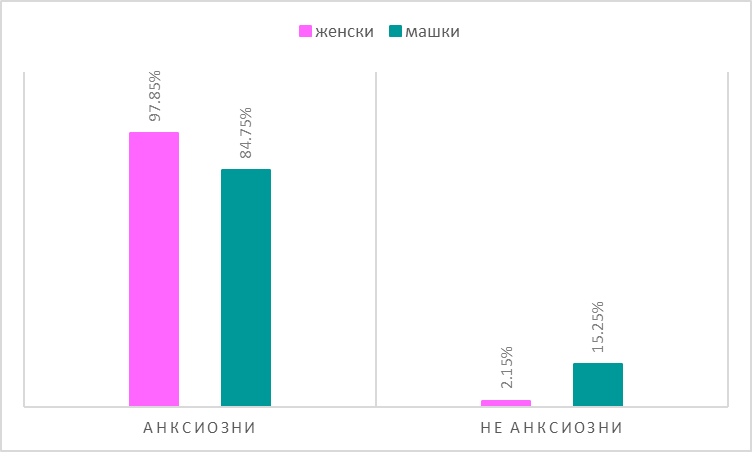 женски машки
97.85%
84.75%
2.15%
15.25%
АНКСИОЗНИ НЕ АНКСИОЗНИ